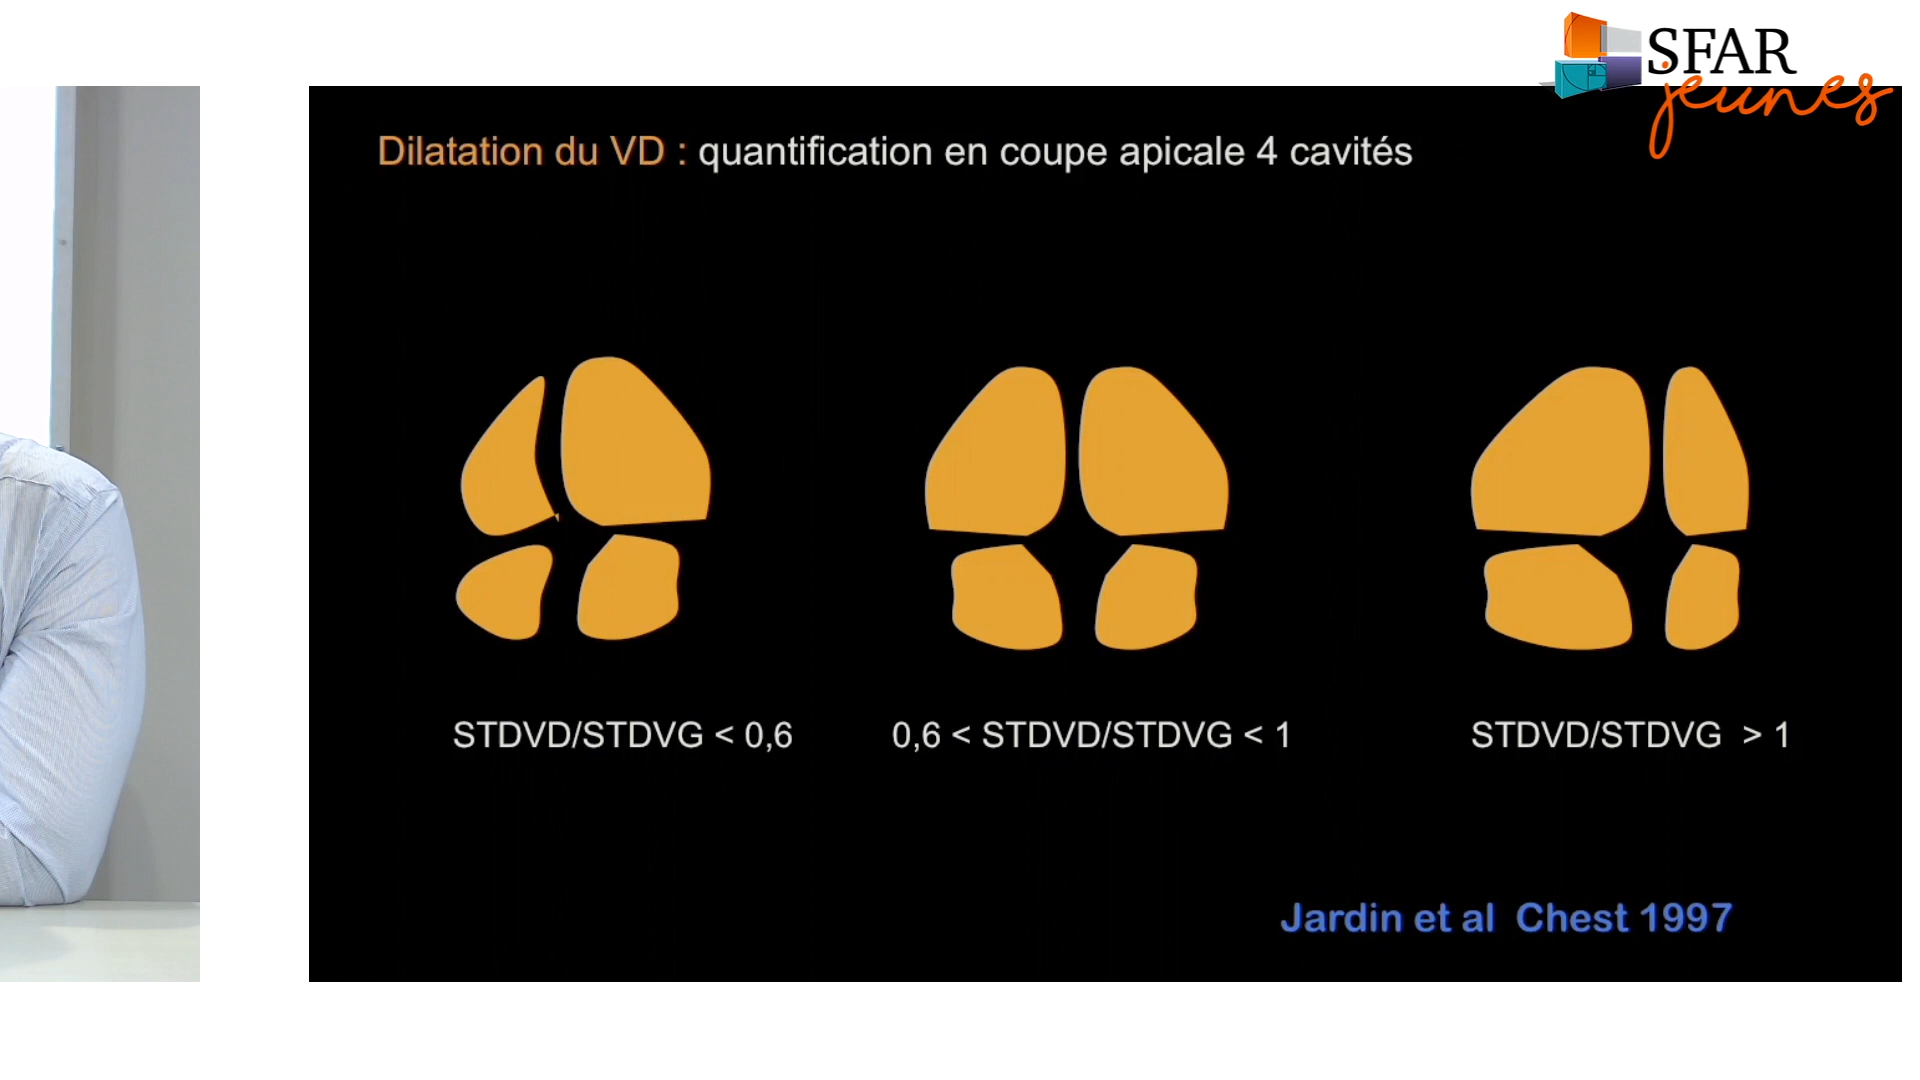 SFAR
jeunes
Dilatation du VD : quantification en coupe apicale 4 cavités
STDVD/STDVG < 0,6
0,6 < STDVD/STDVG < 1
STDVD/STDVG > 1
Jardin et al Chest 1997